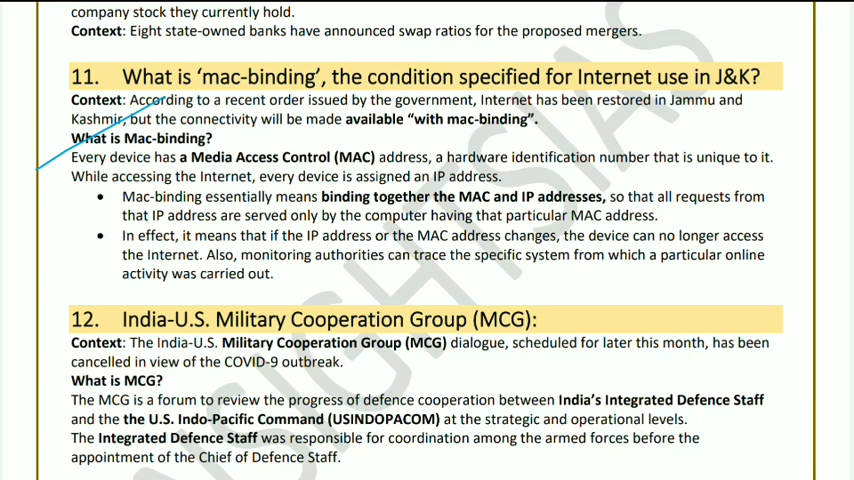 company stock they currently hold.
Context: Eight state-owned banks have announced swap ratios for the proposed mergers.
11. What is ‘mac-binding’, the condition specified for Internet use in J&K?
Context: According to a recent order issued by the government, Internet has been restored in Jammu and
Kashmir, but the connectivity will be made available “with mac-binding”.
What is Mac-binding?
Every device has a Media Access Control (MAC) address, a hardware identification number that is unique to it.
While accessing the Internet, every device is assigned an IP address.
• Mac-binding essentially means binding together the MAC and IP addresses, so that all requests from
that IP address are served only by the computer having that particular MAC address.
• In effect, it means that if the IP address or the MAC address changes, the device can no longer access
the Internet. Also, monitoring authorities can trace the specific system from which a particular online
activity was carried out.
12. India-U.S. Military Cooperation Group (MCG):
Context: The India-U.S. Military Cooperation Group (MCG) dialogue, scheduled for later this month, has been
cancelled in view of the COVID-9 outbreak.
What is MCG?
The MCG is a forum to review the progress of defence cooperation between India’s Integrated Defence Staff
and the the U.S. Indo-Pacific Command (USINDOPACOM) at the strategic and operational levels.
The Integrated Defence Staff was responsible for coordination among the armed forces before the
appointment of the Chief of Defence Staff.
NSIGHTSIAS